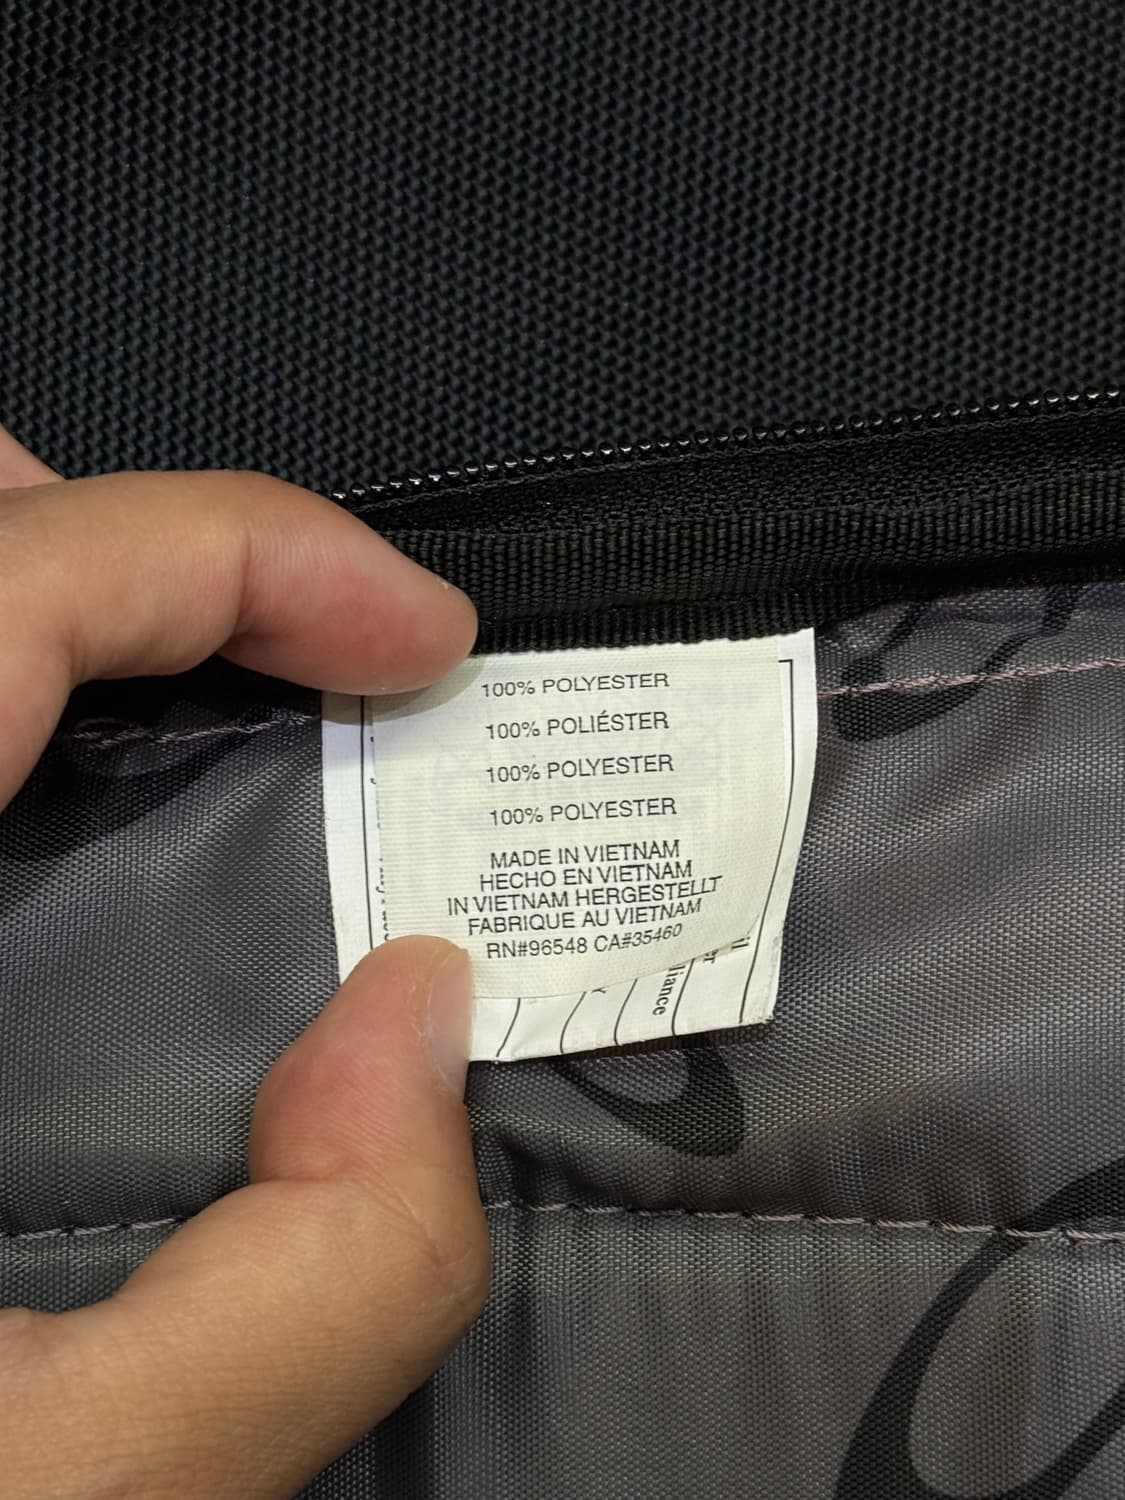 100% POLYESTER
100% POLIÉSTER
100% POLYESTER
100% POLYESTER
MADE IN VIETNAM
HECHO EN VIETNAM
IN VIETNAM HERGESTELLT
FABRIQUE AU VIETNAM
RN#96548 CA#35460